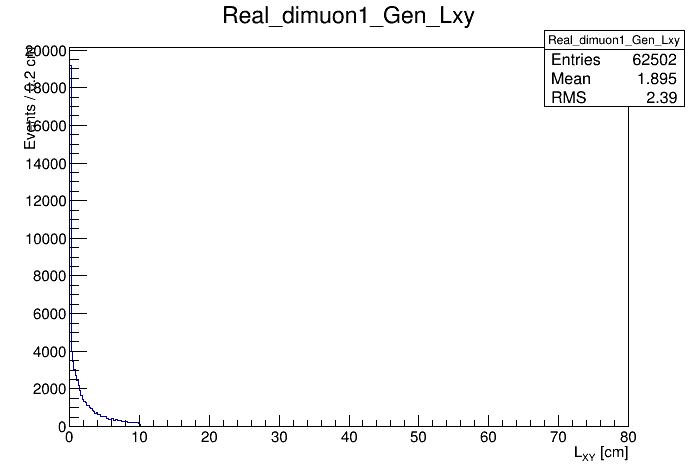 Real_dimuon1_Gen_Lxy
Real_dimuon1_Gen_Lxy
Entries 62502
Mean 1.895
RMS 2.39
Events / 0.2 cm
20000
18000
16000
14000
12000
10000
8000
6000
4000
2000
0
0 10 20 30 40 50 60 70 80
L_XY [cm]